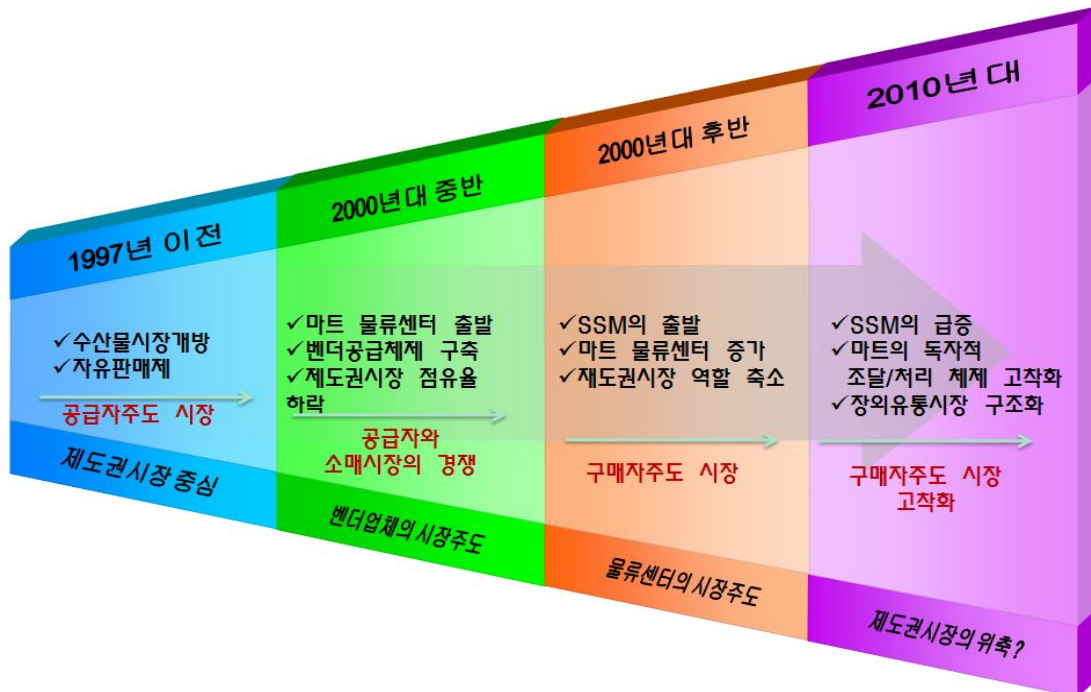 1997년 이전
✓수산물시장개방
✓자유판매제
공급자주도 시장
제도권시장 중심
2000년대 중반
✓마트 물류센터 출발
✓벤더공급체제 구축
✓제도권시장 점유율
하락
공급자와
소매시장의 경쟁
벤더업체의 시장주도
2000년대 후반
✓SSM의 출발
✓마트 물류센터 증가
✓재도권시장 역할 축소
구매자주도 시장
물류센터의 시장주도
2010년 대
✓SSM의 급증
✓마트의 독자적
조달/처리 체제 고착화
✓장외유통시장 구조화
구매자주도 시장
고착화
제도권시장의 위축?